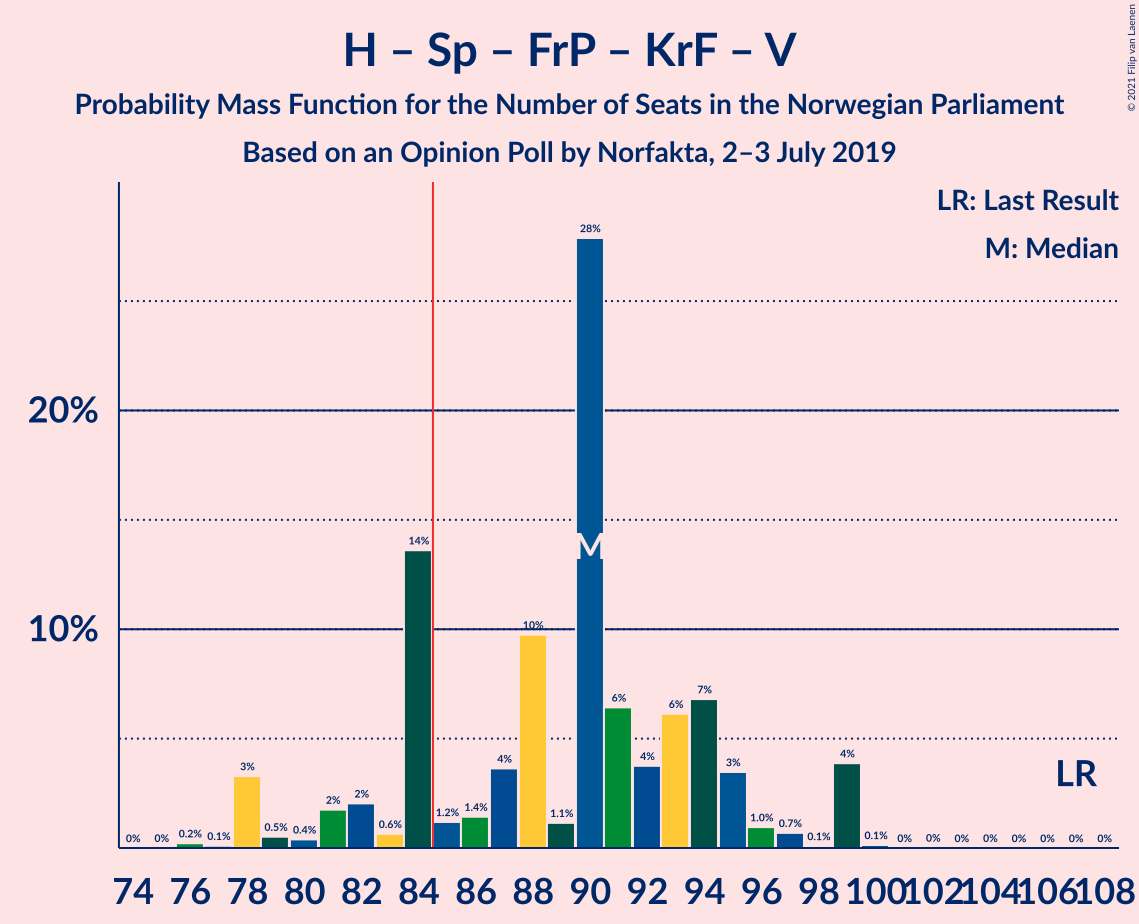 H – Sp – FrP – KrF – V
Probability Mass Function for the Number of Seats in the Norwegian Parliament
Based on an Opinion Poll by Norfakta, 2–3 July 2019
© 2021 Filip van Laenen
LR: Last Result
M: Median
20%
10%
0% 0% 0.2% 0.1% 3% 0.5% 0.4% 2% 2% 0.6% 14% 1.2% 1.4% 4% 10% 1.1% 28% 6% 4% 6% 7% 3% 1.0% 0.7% 0.1% 4% 0.1% 0% 0% 0% 0% 0% 0% 0% 0%
M
LR
74 76 78 80 82 84 86 88 90 92 94 96 98 100 102 104 106 108